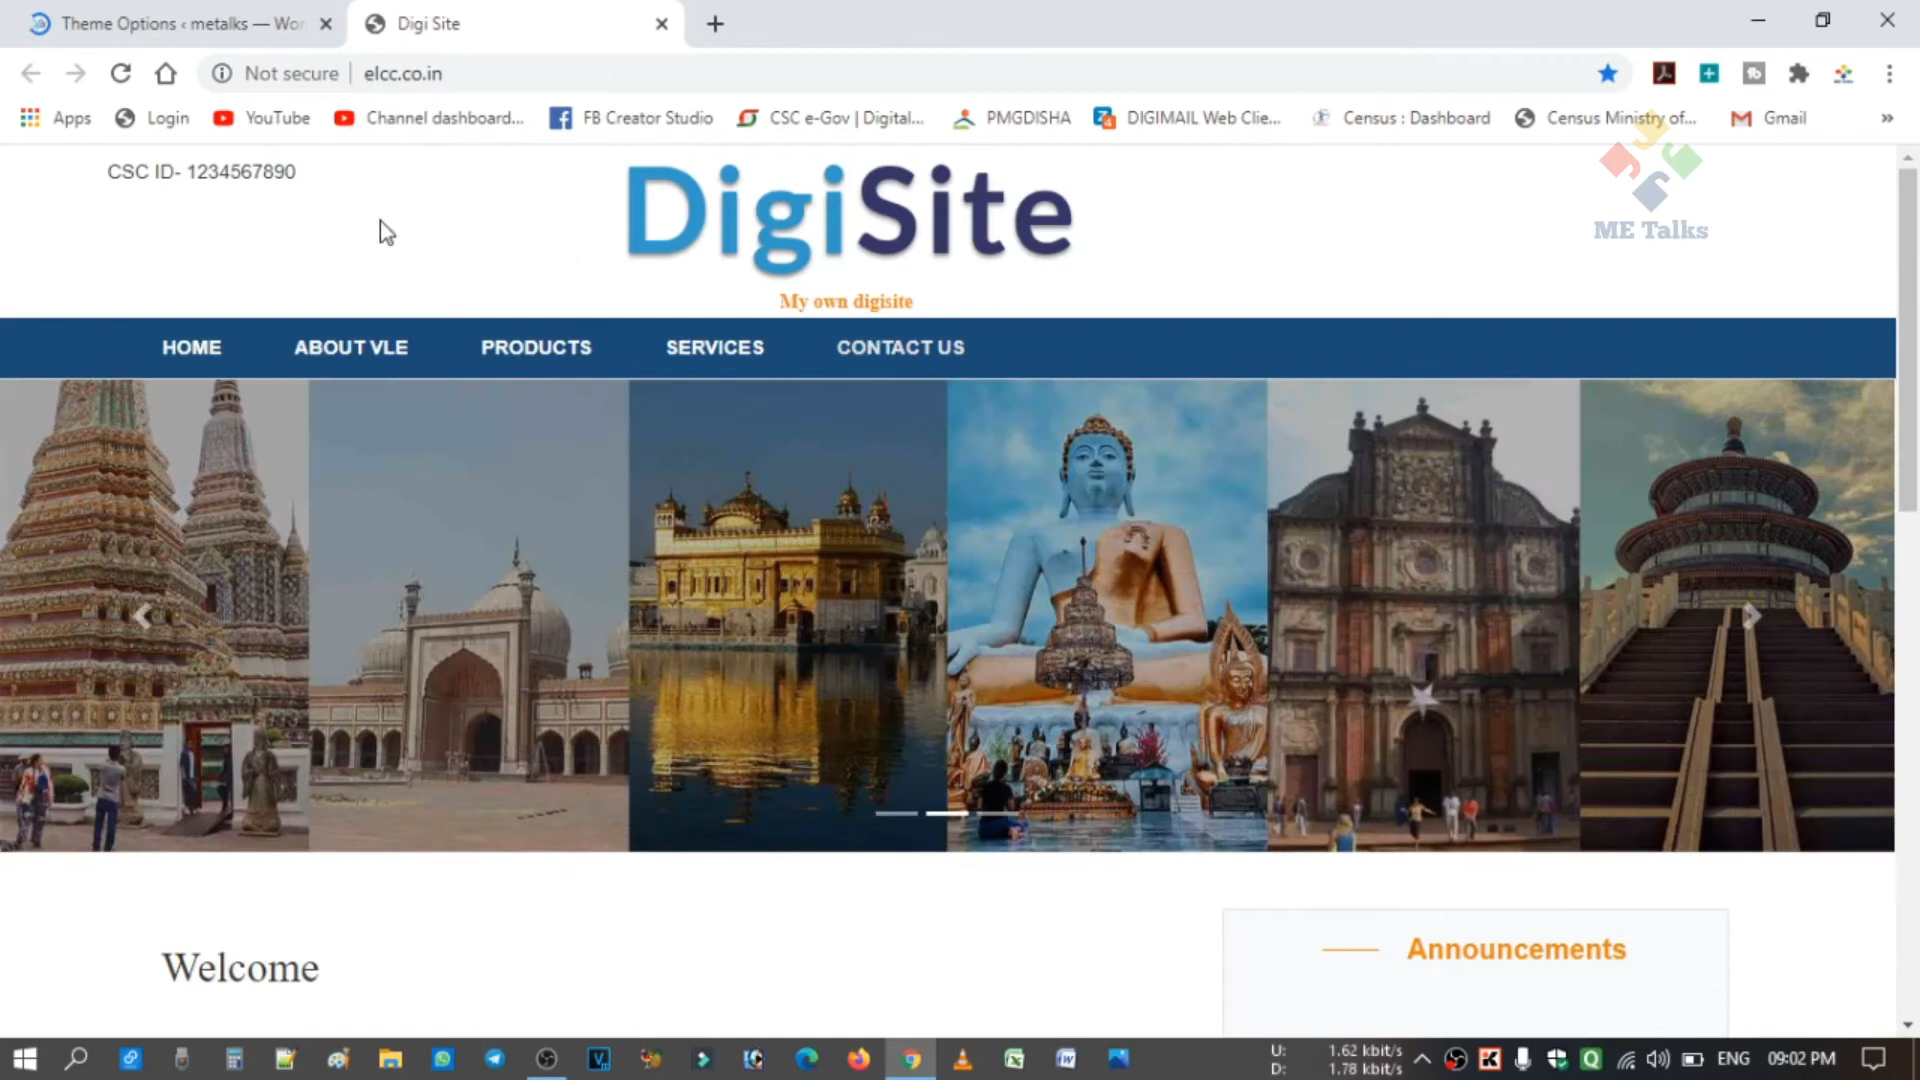 Theme Options ‹ metalks — Wor
Digi Site
Not secure
elcc.co.in
Apps
Login
YouTube
Channel dashboard...
FB Creator Studio
CSC e-Gov | Digital...
PMGDISHA
DIGIMAIL Web Clie...
Census : Dashboard
Census Ministry of...
Gmail
»
CSC ID- 1234567890
DigiSite
ME Talks
My own digisite
HOME
ABOUT VLE
PRODUCTS
SERVICES
CONTACT US
Welcome
Announcements
U: 1.62 kbit/s
D: 1.78 kbit/s
ENG
09:02 PM